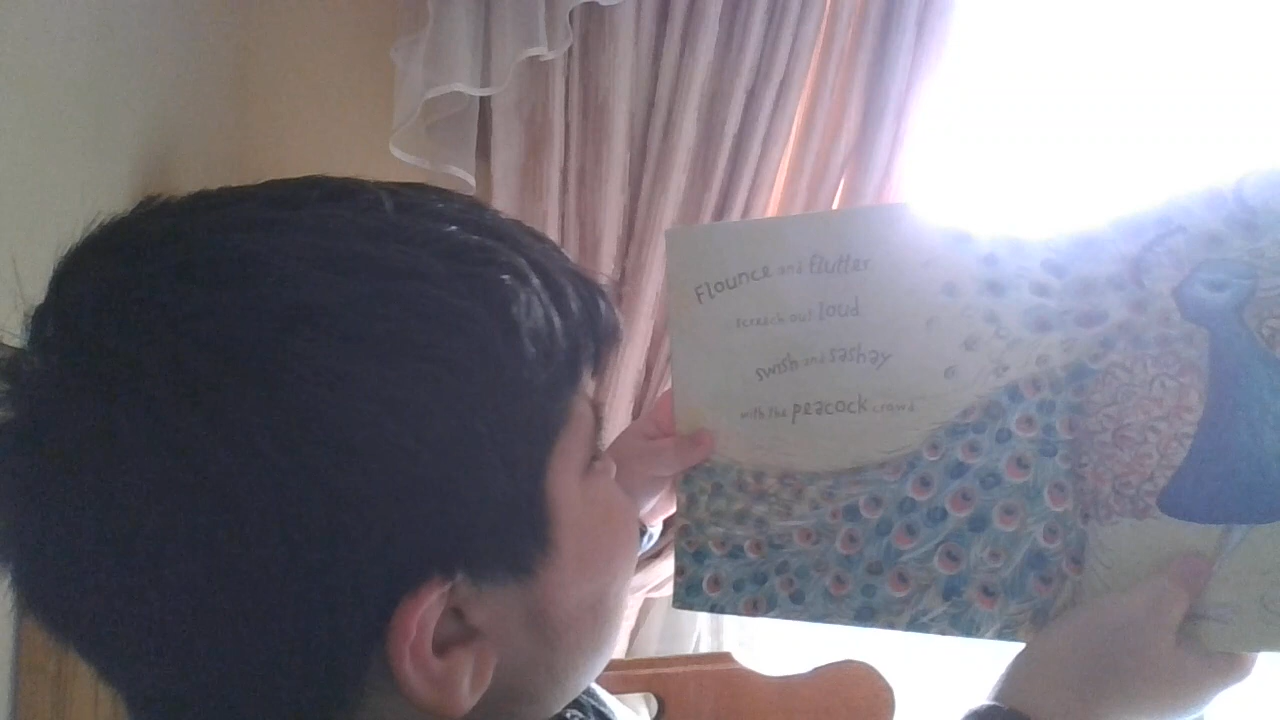 Flounce and flutter
screech out loud
swish and sashay
with the peacock crowd